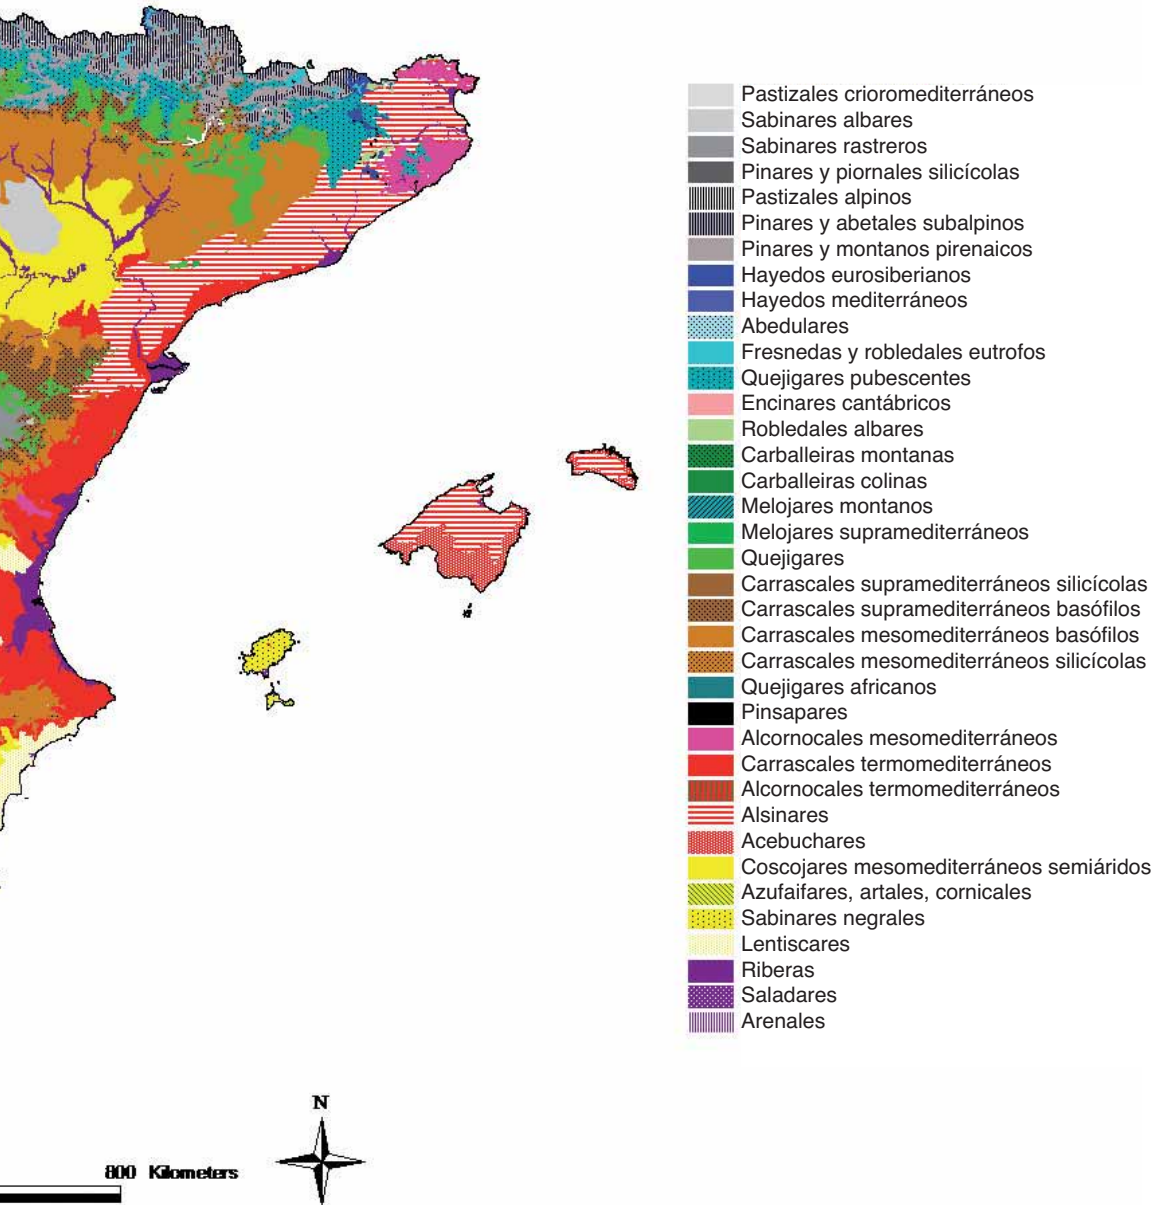 Pastizales crioromediterráneos
Sabinares albares
Sabinares rastreros
Pinares y piornales silicícolas
Pastizales alpinos
Pinares y abetales subalpinos
Pinares y montanos pirenaicos
Hayedos eurosiberianos
Hayedos mediterráneos
Abedulares
Fresnedas y robledales eutrofos
Quejigares pubescentes
Encinares cantábricos
Robledales albares
Carballeiras montanas
Carballeiras colinas
Melojares montanos
Melojares supramediterráneos
Quejigares
Carrascales supramediterráneos silicícolas
Carrascales supramediterráneos basófilos
Carrascales mesomediterráneos basófilos
Carrascales mesomediterráneos silicícolas
Quejigares africanos
Pinsapares
Alcornocales mesomediterráneos
Carrascales termomediterráneos
Alcornocales termomediterráneos
Alsinares
Acebuchares
Coscojares mesomediterráneos semiáridos
Azufaifares, artales, cornicales
Sabinares negrales
Lentiscares
Riberas
Saladares
Arenales
N
800 Kilometers